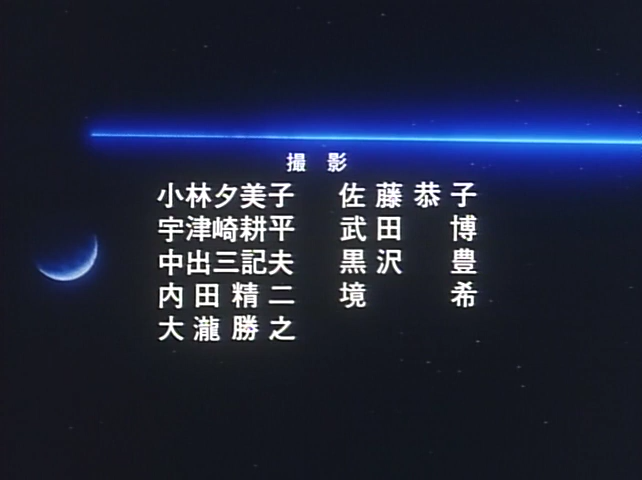 撮影
小林夕美子 佐藤恭子
宇津崎耕平 武田博
中出三記夫 黒沢豊
内田精二 境希
大瀧勝之